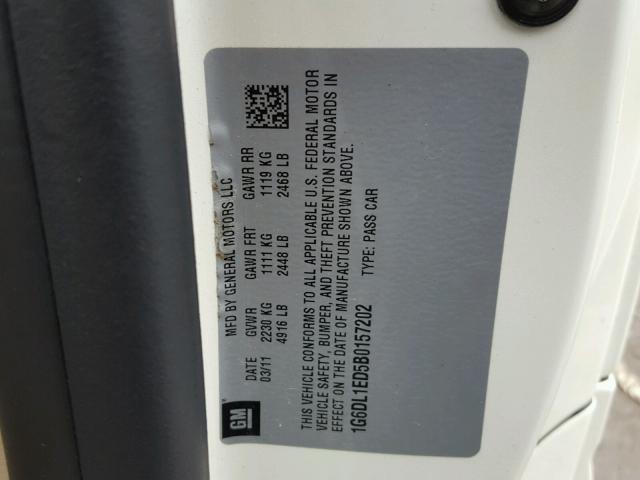 GM
MFD BY GENERAL MOTORS LLC
DATE GVWR GAWR FRT GAWR RR
03/11 2230 KG 1111 KG 1119 KG
4916 LB 2448 LB 2468 LB
THIS VEHICLE CONFORMS TO ALL APPLICABLE U.S. FEDERAL MOTOR
VEHICLE SAFETY, BUMPER, AND THEFT PREVENTION STANDARDS IN
EFFECT ON THE DATE OF MANUFACTURE SHOWN ABOVE.
1G6DL1ED5B0157202 TYPE: PASS CAR